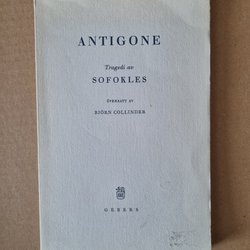 ANTIGONE
Tragedi av
SOFOKLES
ÖVERSATT AV
BJÖRN COLLINDER
GEBERS